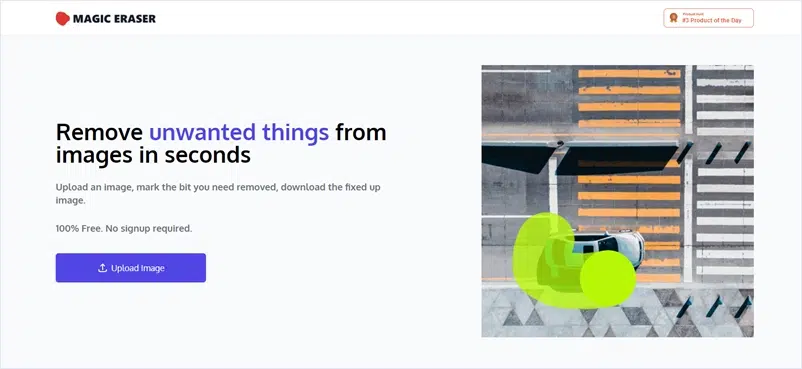 MAGIC ERASER
Product Hunt
#3 Product of the Day
Remove unwanted things from
images in seconds
Upload an image, mark the bit you need removed, download the fixed up
image.
100% Free. No signup required.
Upload Image